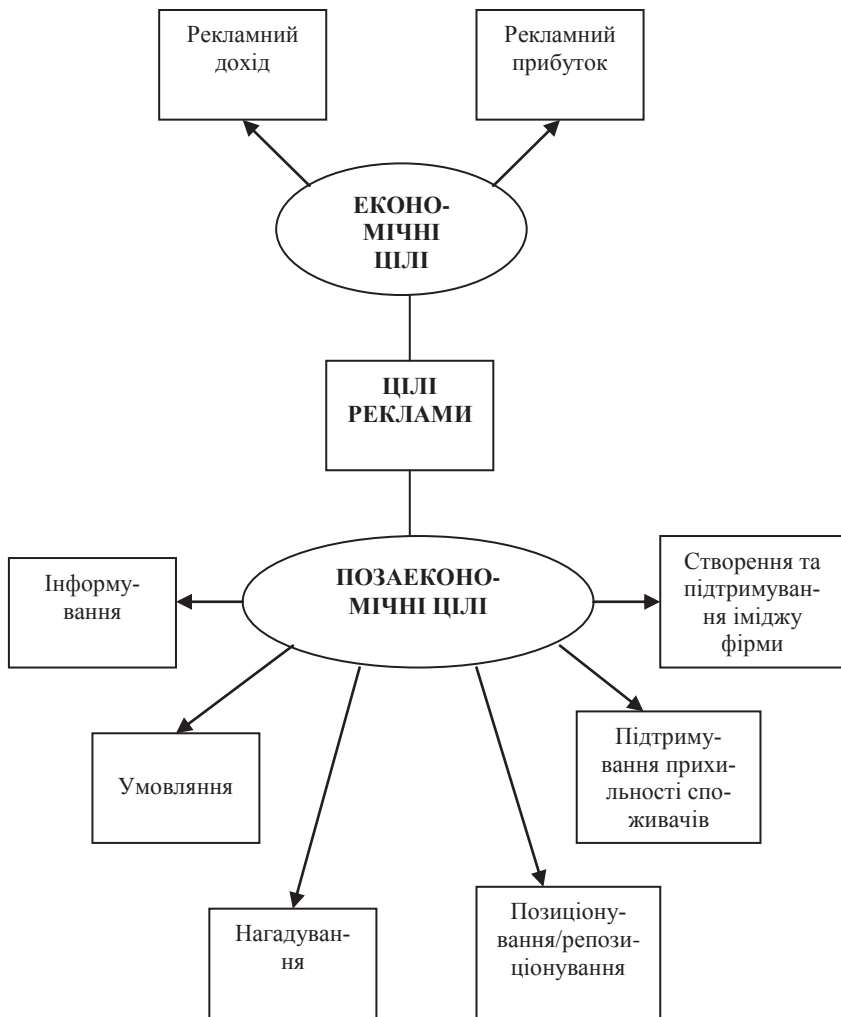 Рекламний
дохід
Рекламний
прибуток
ЕКОНО-
МІЧНІ
ЦІЛІ
ЦІЛІ
РЕКЛАМИ
ПОЗАЕКОНО-
МІЧНІ ЦІЛІ
Інформу-
вання
Створення та
підтримуван-
ня іміджу
фірми
Умовляння
Підтриму-
вання прихи-
льності спо-
живачів
Нагадуван-
ня
Позиціону-
вання/репози-
ціонування